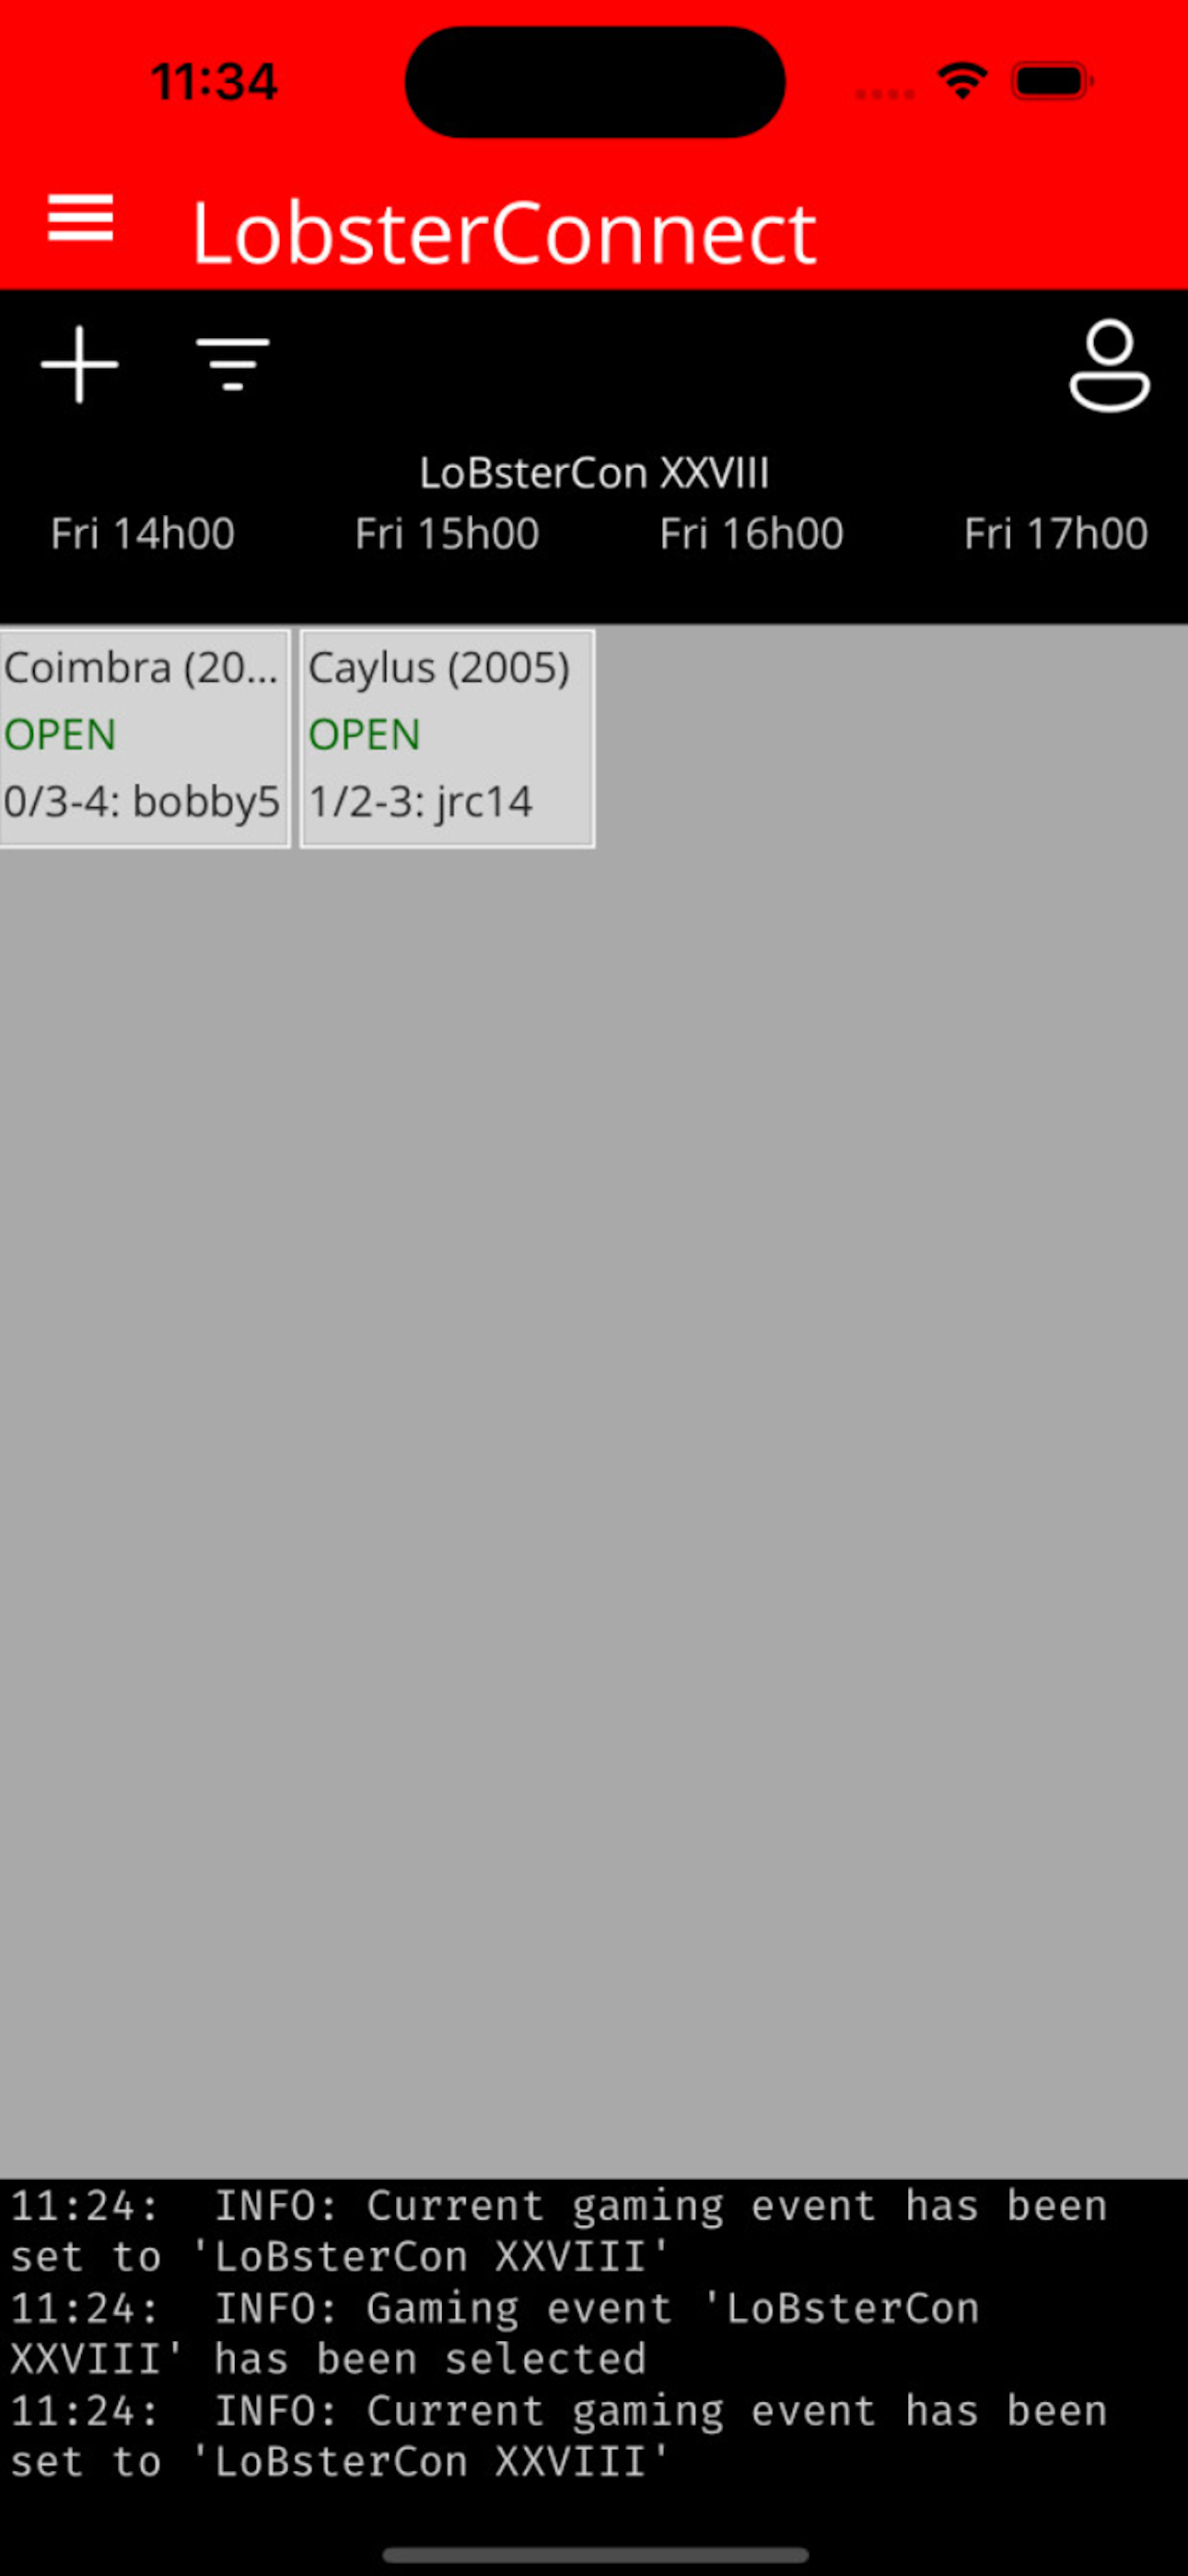 11:34
LobsterConnect
LoBsterCon XXVIII
Fri 14h00 Fri 15h00 Fri 16h00 Fri 17h00
Coimbra (20... Caylus (2005)
OPEN OPEN
0/3-4: bobby5 1/2-3: jrc14
11:24: INFO: Current gaming event has been
set to 'LoBsterCon XXVIII'
11:24: INFO: Gaming event 'LoBsterCon
XXVIII' has been selected
11:24: INFO: Current gaming event has been
set to 'LoBsterCon XXVIII'